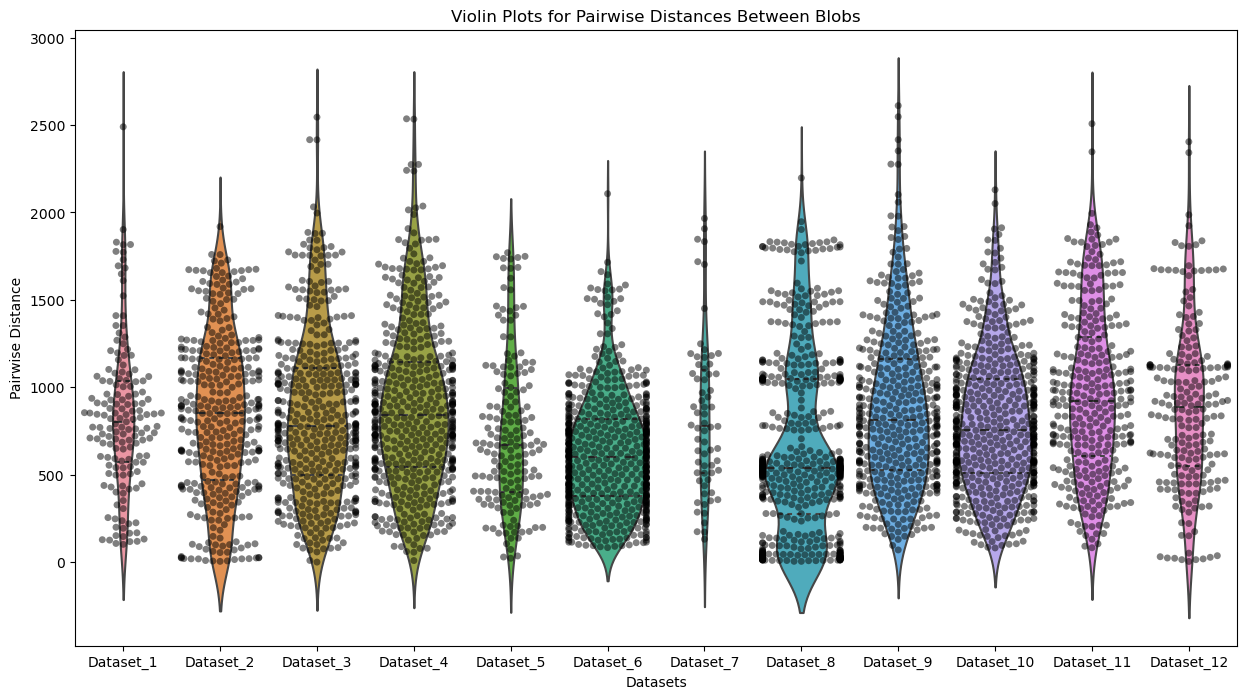 Violin Plots for Pairwise Distances Between Blobs
Pairwise Distance
3000
2500
2000
1500
1000
500
0
Dataset_1 Dataset_2 Dataset_3 Dataset_4 Dataset_5 Dataset_6 Dataset_7 Dataset_8 Dataset_9 Dataset_10 Dataset_11 Dataset_12
Datasets